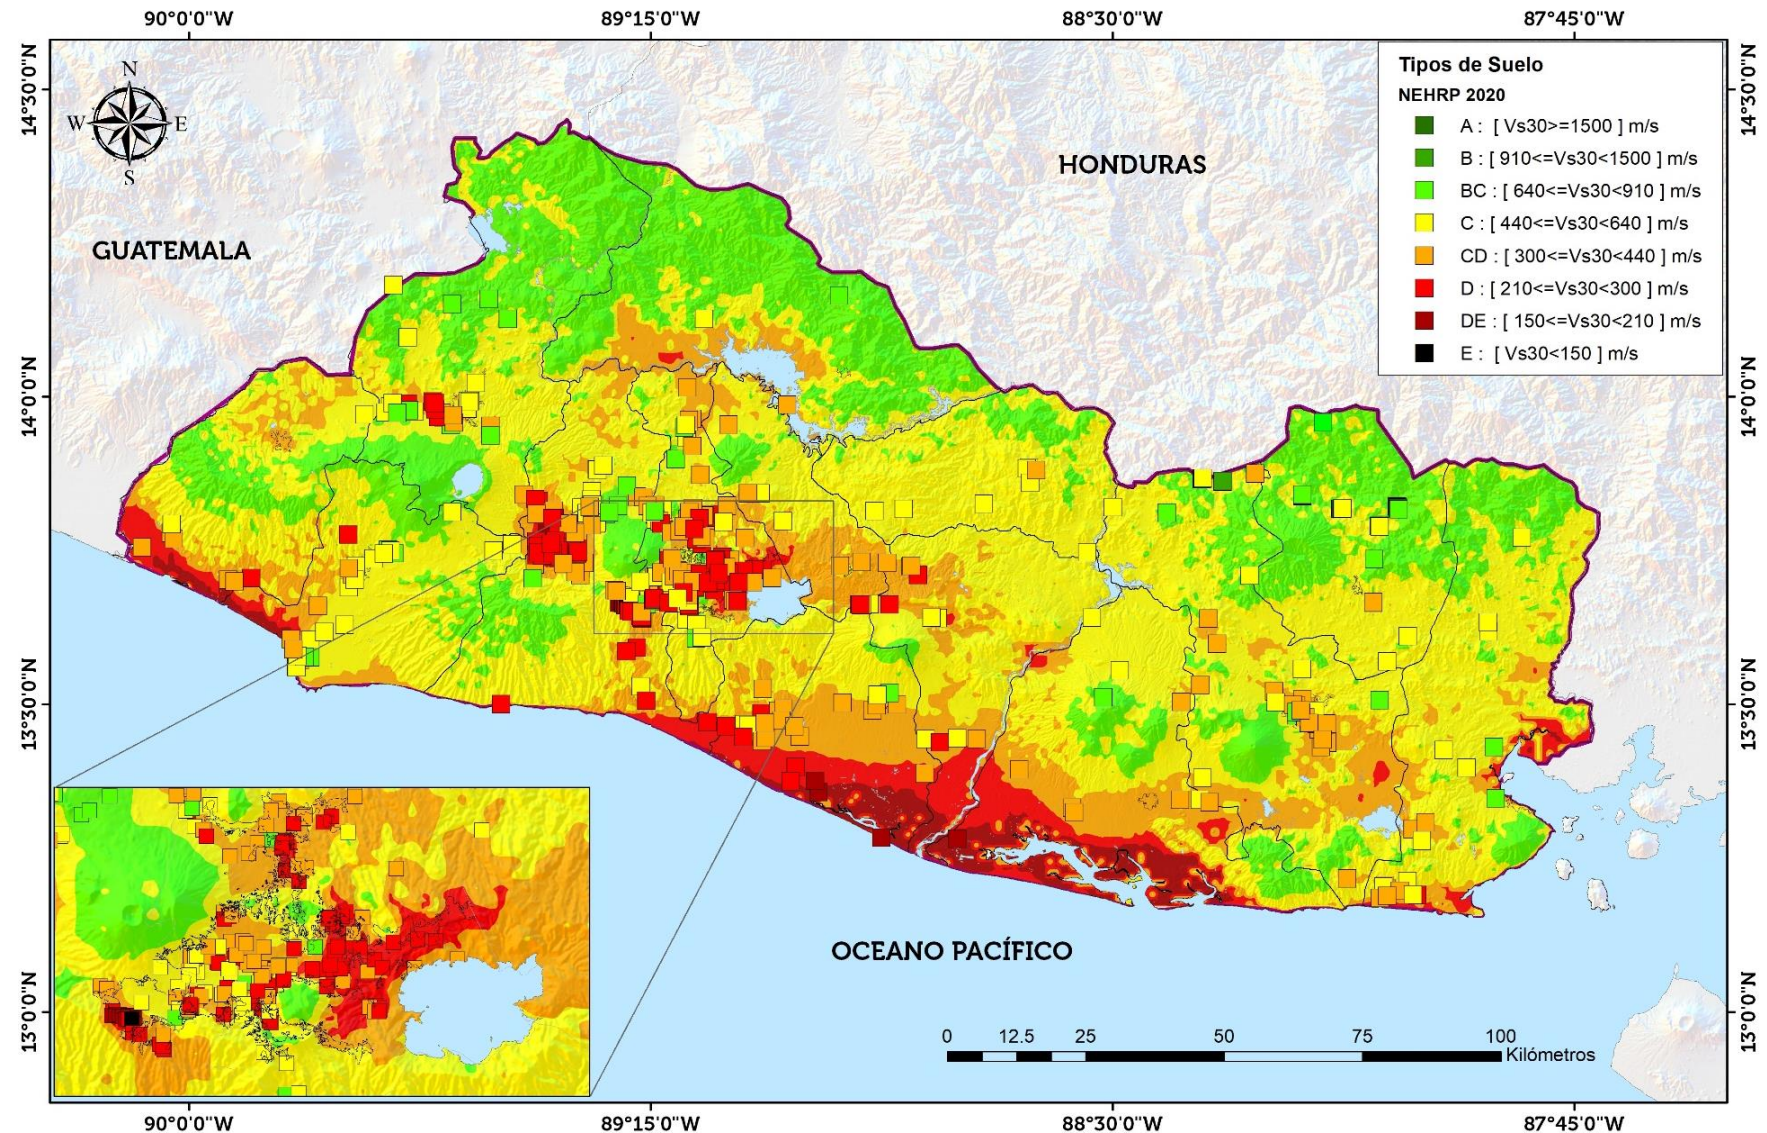 90°0'0"W 89°15'0"W 88°30'0"W 87°45'0"W
14°30'0"N
14°30'0"N
N
W E
S
Tipos de Suelo
NEHRP 2020
A : [ Vs30>=1500 ] m/s
B : [ 910<=Vs30<1500 ] m/s
BC : [ 640<=Vs30<910 ] m/s
C : [ 440<=Vs30<640 ] m/s
CD : [ 300<=Vs30<440 ] m/s
D : [ 210<=Vs30<300 ] m/s
DE : [ 150<=Vs30<210 ] m/s
E : [ Vs30<150 ] m/s
HONDURAS
GUATEMALA
14°0'0"N
14°0'0"N
13°30'0"N
13°30'0"N
OCEANO PACÍFICO
13°0'0"N
13°0'0"N
0 12.5 25 50 75 100
Kilómetros
90°0'0"W 89°15'0"W 88°30'0"W 87°45'0"W